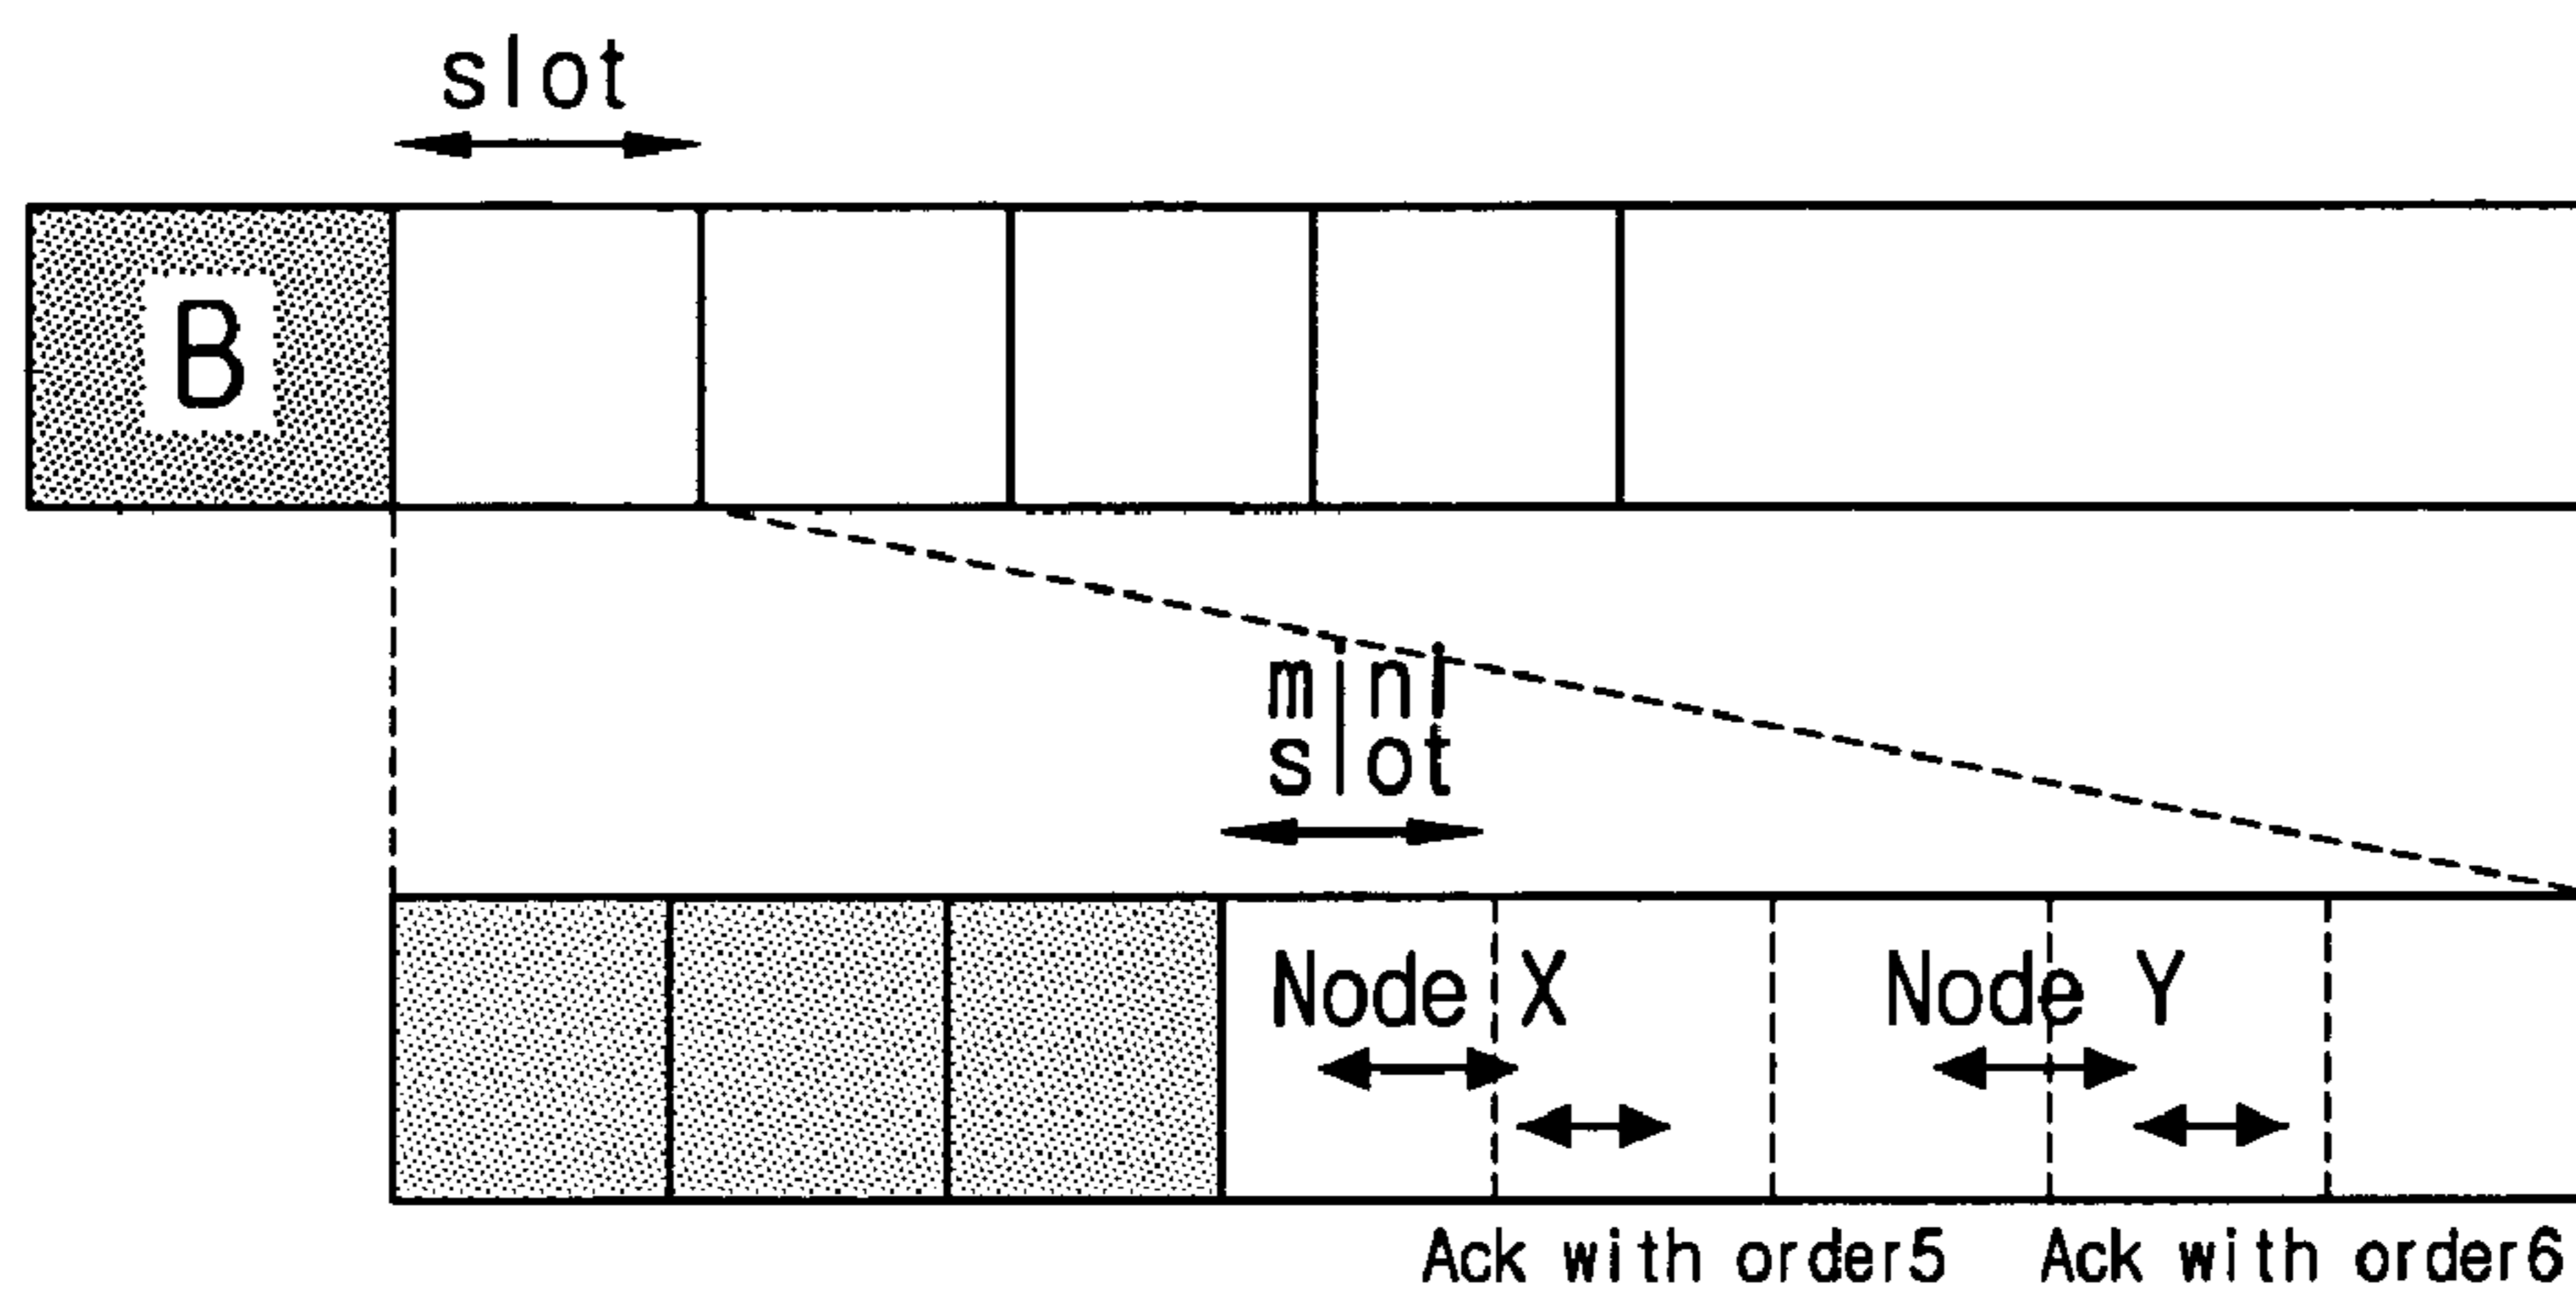 slot
B
mini
slot
Node X
Node Y
Ack with order5
Ack with order6